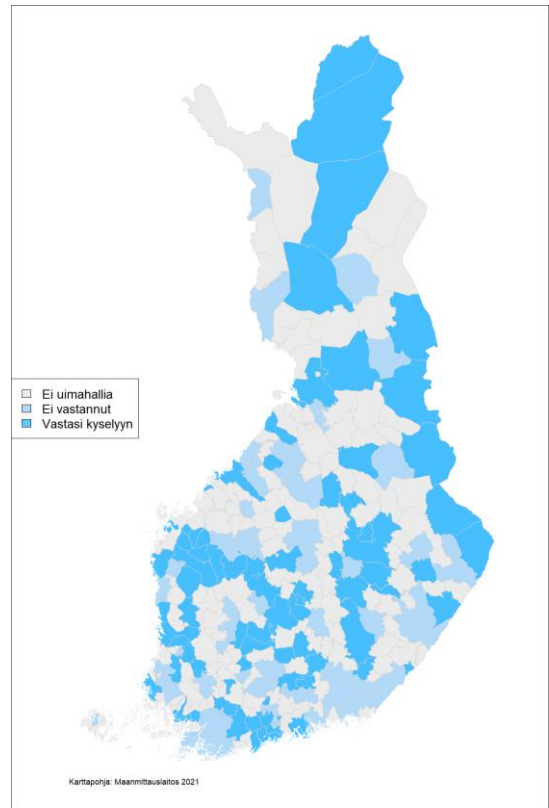 Ei uimahallia
Ei vastannut
Vastasi kyselyyn
Karttapohja: Maanmittauslaitos 2021